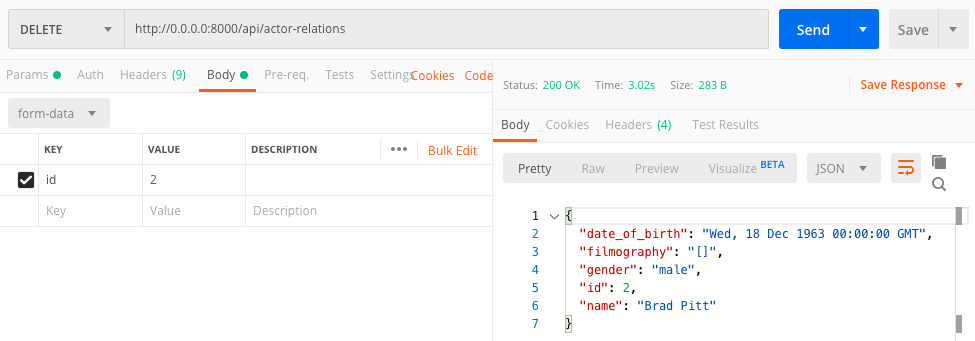 DELETE http://0.0.0.0:8000/api/actor-relations Send Save
Params Auth Headers (9) Body Pre-req. Tests Settings Cookies Code
form-data
KEY VALUE DESCRIPTION ••• Bulk Edit
id 2
Key Value Description
Status: 200 OK Time: 3.02s Size: 283 B Save Response
Body Cookies Headers (4) Test Results
Pretty Raw Preview Visualize BETA JSON
1 {
2 "date_of_birth": "Wed, 18 Dec 1963 00:00:00 GMT",
3 "filmography": "[]",
4 "gender": "male",
5 "id": 2,
6 "name": "Brad Pitt"
7 }